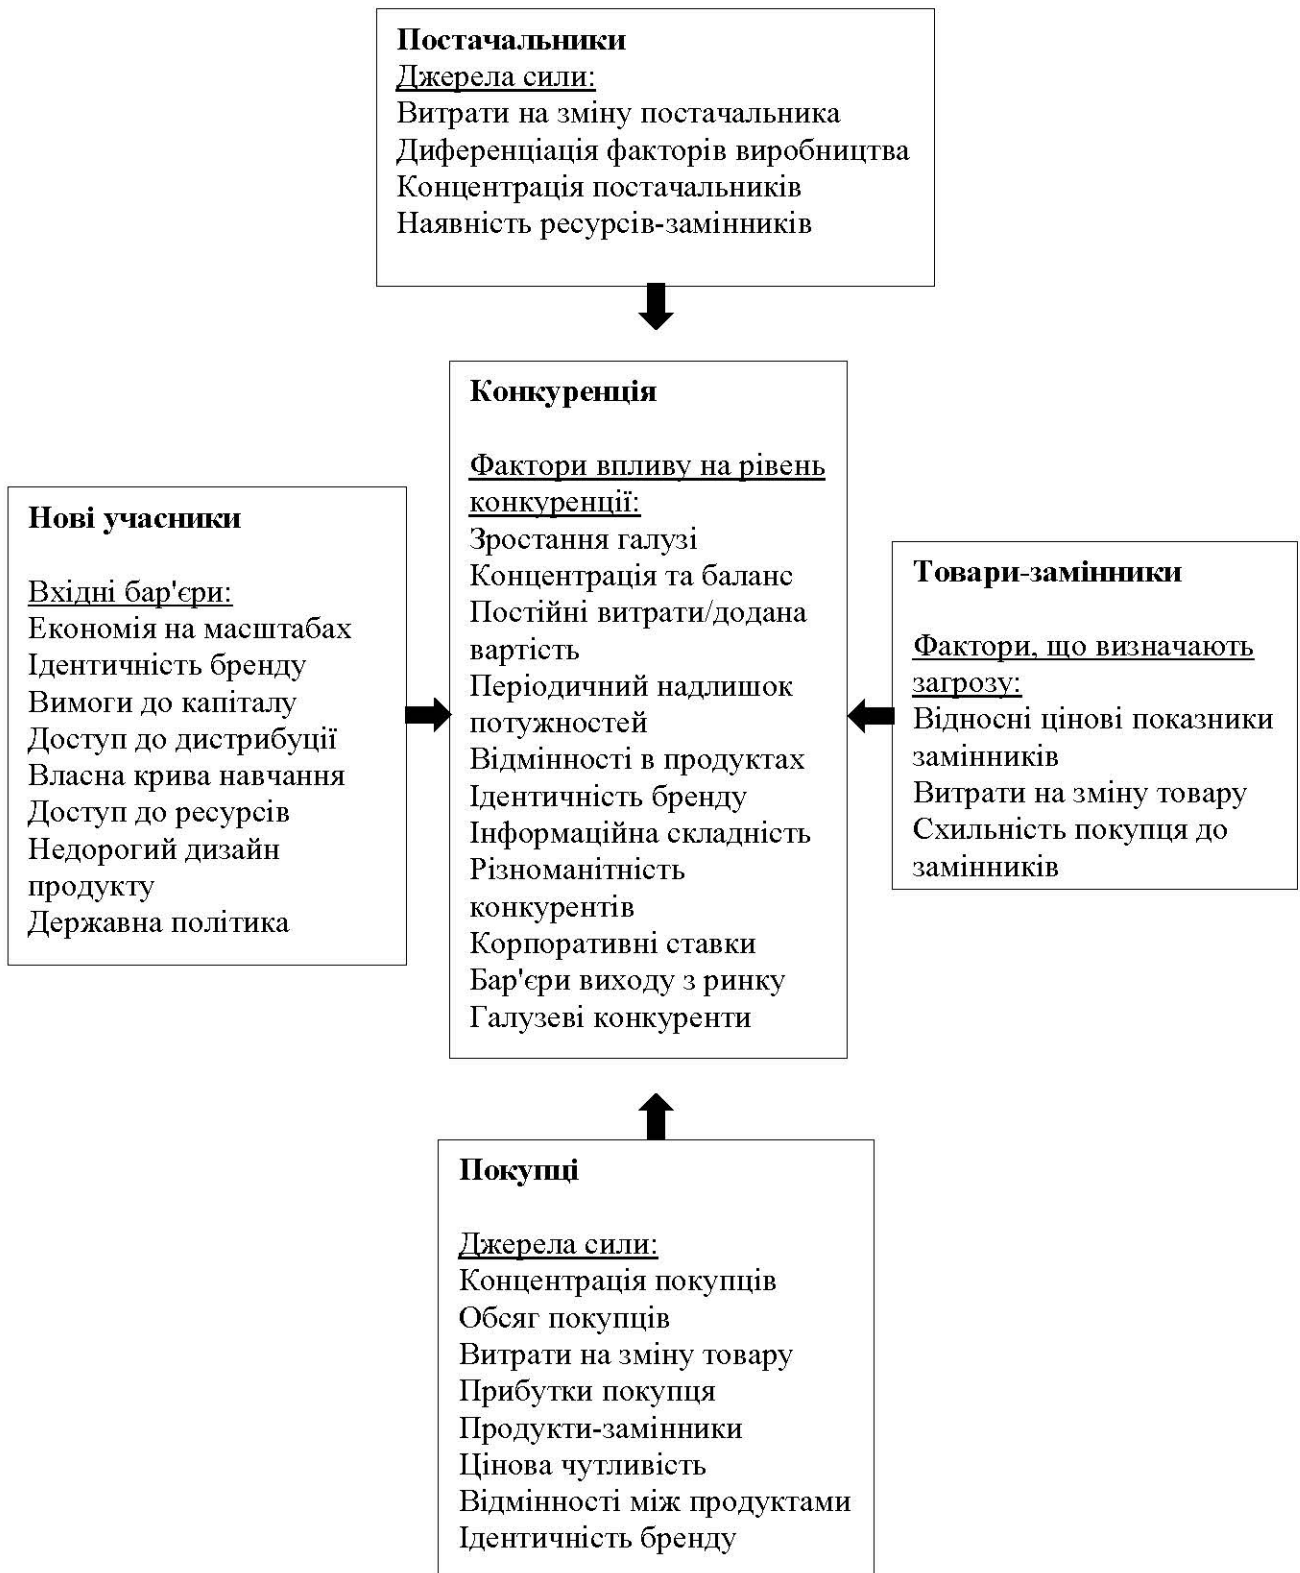 Постачальники
Джерела сили:
Витрати на зміну постачальника
Диференціація факторів виробництва
Концентрація постачальників
Наявність ресурсів-замінників
Конкуренція
Фактори впливу на рівень
конкуренції:
Зростання галузі
Концентрація та баланс
Постійні витрати/додана
вартість
Періодичний надлишок
потужностей
Відмінності в продуктах
Ідентичність бренду
Інформаційна складність
Різноманітність
конкурентів
Корпоративні ставки
Бар'єри виходу з ринку
Галузеві конкуренти
Нові учасники
Вхідні бар'єри:
Економія на масштабах
Ідентичність бренду
Вимоги до капіталу
Доступ до дистрибуції
Власна крива навчання
Доступ до ресурсів
Недорогий дизайн
продукту
Державна політика
Товари-замінники
Фактори, що визначають
загрозу:
Відносні цінові показники
замінників
Витрати на зміну товару
Схильність покупця до
замінників
Покупці
Джерела сили:
Концентрація покупців
Обсяг покупців
Витрати на зміну товару
Прибутки покупця
Продукти-замінники
Цінова чутливість
Відмінності між продуктами
Ідентичність бренду